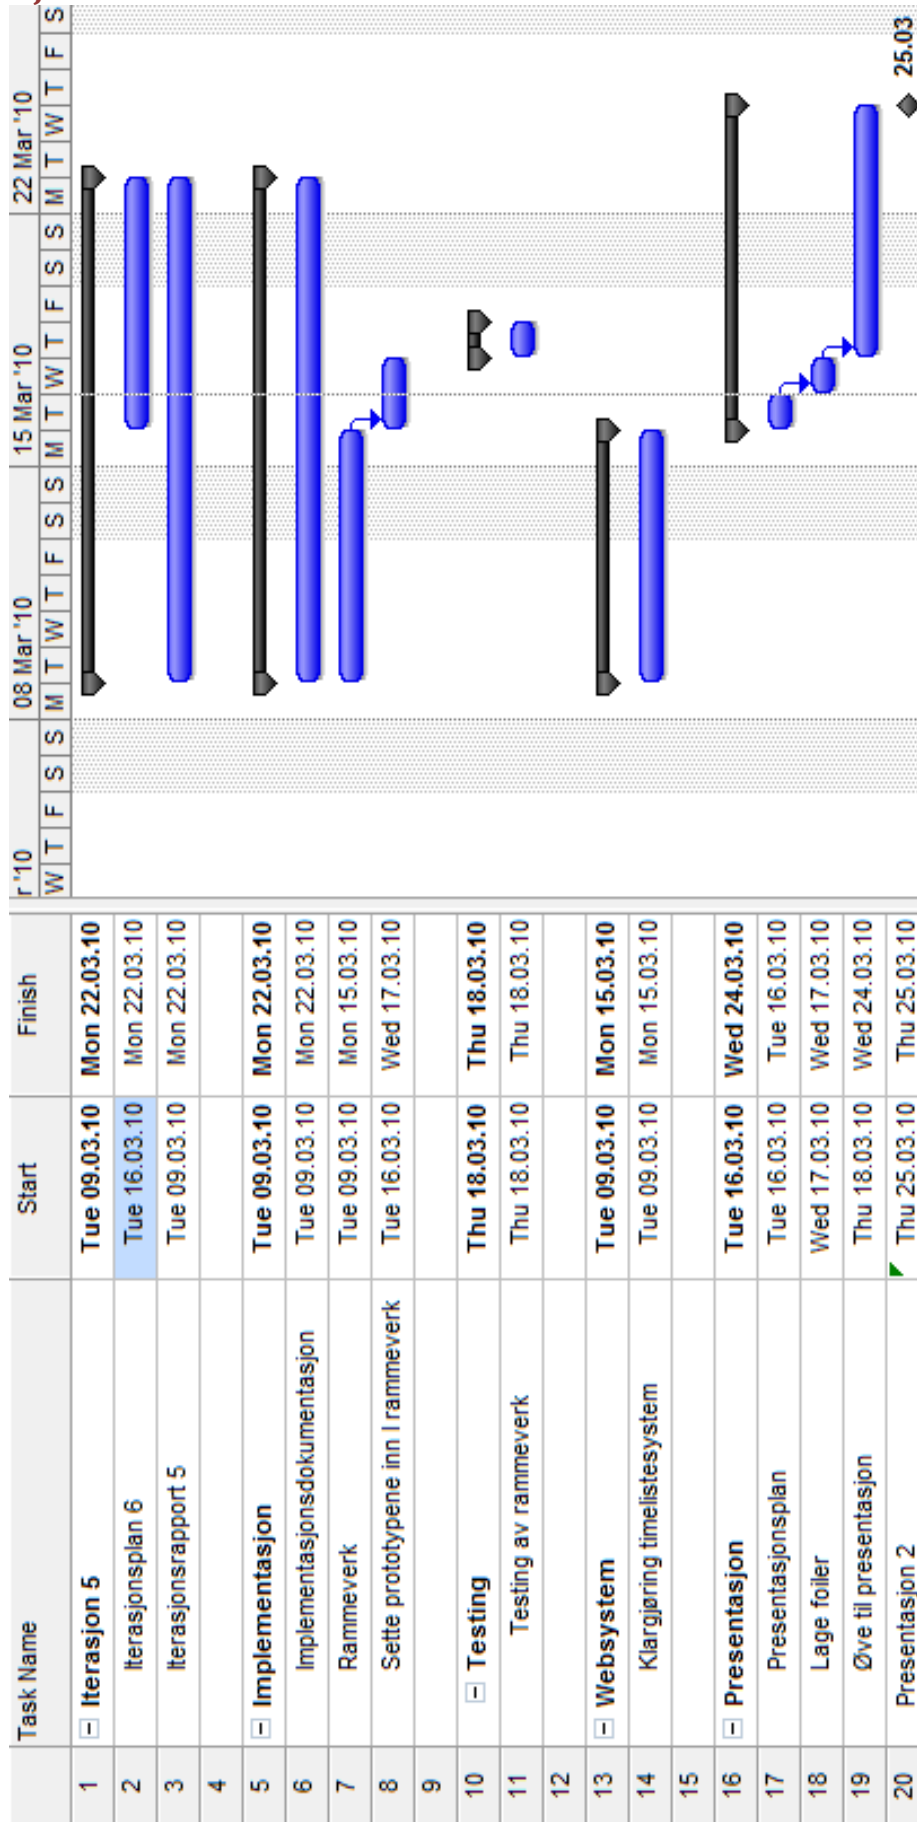 Task Name Start Finish
r '10 08 Mar '10 15 Mar '10 22 Mar '10
W T F S S M T W T F S S M T W T F S S M T W T F S
1 Iterasjon 5 Tue 09.03.10 Mon 22.03.10
2 Iterasjonsplan 6 Tue 16.03.10 Mon 22.03.10
3 Iterasjonsrapport 5 Tue 09.03.10 Mon 22.03.10
4
5 Implementasjon Tue 09.03.10 Mon 22.03.10
6 Implementasjonsdokumentasjon Tue 09.03.10 Mon 22.03.10
7 Rammeverk Tue 09.03.10 Mon 15.03.10
8 Sette prototypene inn I rammeverk Tue 16.03.10 Wed 17.03.10
9
10 Testing Thu 18.03.10 Thu 18.03.10
11 Testing av rammeverk Thu 18.03.10 Thu 18.03.10
12
13 Websystem Tue 09.03.10 Mon 15.03.10
14 Klargjøring timelistesystem Tue 09.03.10 Mon 15.03.10
15
16 Presentasjon Tue 16.03.10 Wed 24.03.10
17 Presentasjonsplan Tue 16.03.10 Tue 16.03.10
18 Lage foiler Wed 17.03.10 Wed 17.03.10
19 Øve til presentasjon Thu 18.03.10 Wed 24.03.10
20 Presentasjon 2 Thu 25.03.10 Thu 25.03.10 25.03